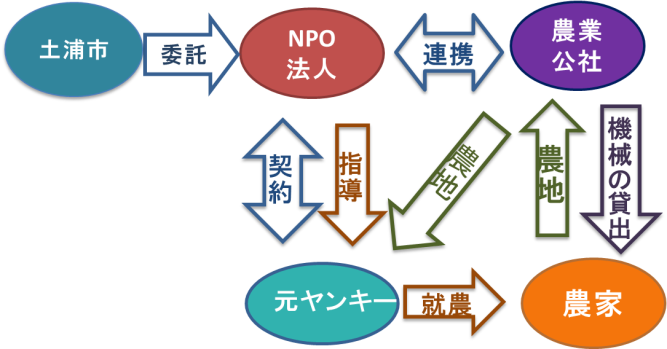 土浦市
委託
NPO
法人
連携
農業
公社
契約
指導
農地
農地
機械の貸出
元ヤンキー
就農
農家